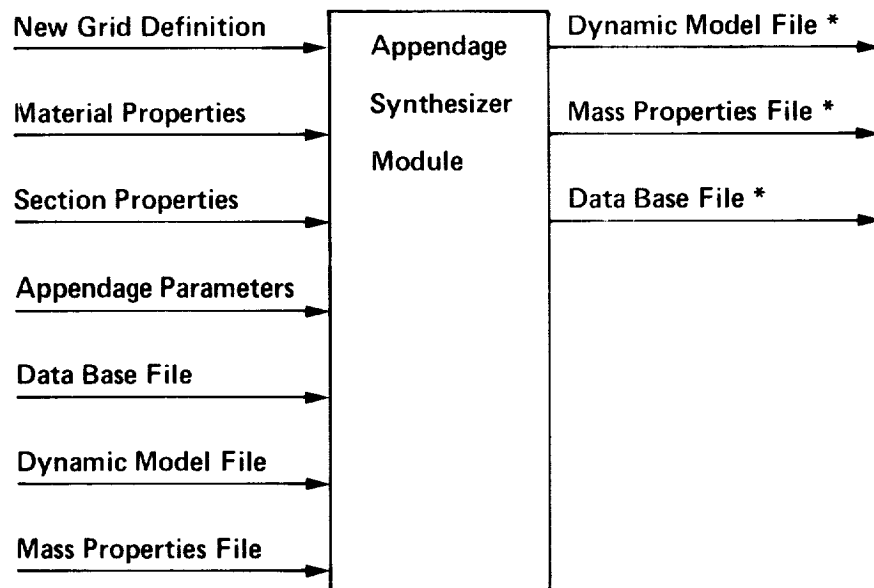 New Grid Definition
Material Properties
Section Properties
Appendage Parameters
Data Base File
Dynamic Model File
Mass Properties File
Appendage
Synthesizer
Module
Dynamic Model File *
Mass Properties File *
Data Base File *